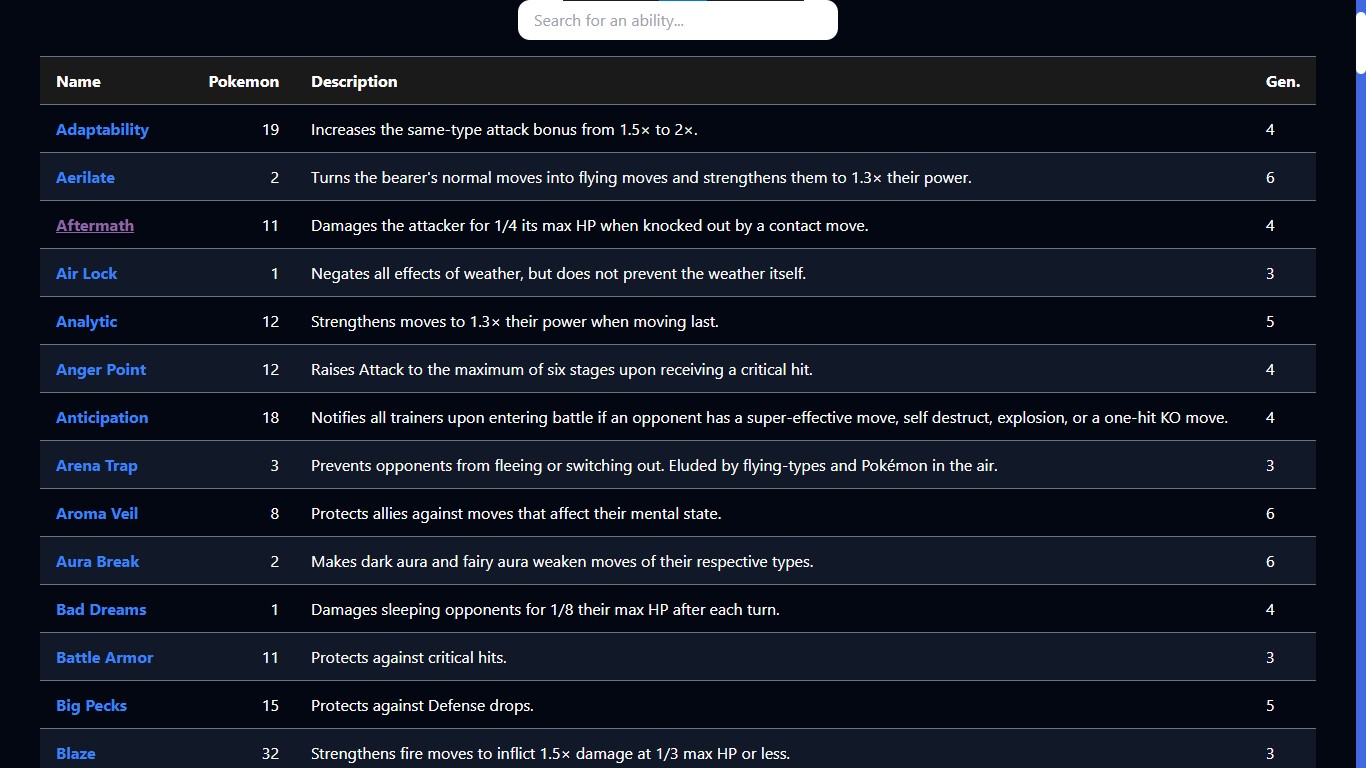 Search for an ability...
Name Pokemon Description Gen.
Adaptability 19 Increases the same-type attack bonus from 1.5× to 2×. 4
Aerilate 2 Turns the bearer's normal moves into flying moves and strengthens them to 1.3× their power. 6
Aftermath 11 Damages the attacker for 1/4 its max HP when knocked out by a contact move. 4
Air Lock 1 Negates all effects of weather, but does not prevent the weather itself. 3
Analytic 12 Strengthens moves to 1.3× their power when moving last. 5
Anger Point 12 Raises Attack to the maximum of six stages upon receiving a critical hit. 4
Anticipation 18 Notifies all trainers upon entering battle if an opponent has a super-effective move, self destruct, explosion, or a one-hit KO move. 4
Arena Trap 3 Prevents opponents from fleeing or switching out. Eluded by flying-types and Pokémon in the air. 3
Aroma Veil 8 Protects allies against moves that affect their mental state. 6
Aura Break 2 Makes dark aura and fairy aura weaken moves of their respective types. 6
Bad Dreams 1 Damages sleeping opponents for 1/8 their max HP after each turn. 4
Battle Armor 11 Protects against critical hits. 3
Big Pecks 15 Protects against Defense drops. 5
Blaze 32 Strengthens fire moves to inflict 1.5× damage at 1/3 max HP or less. 3